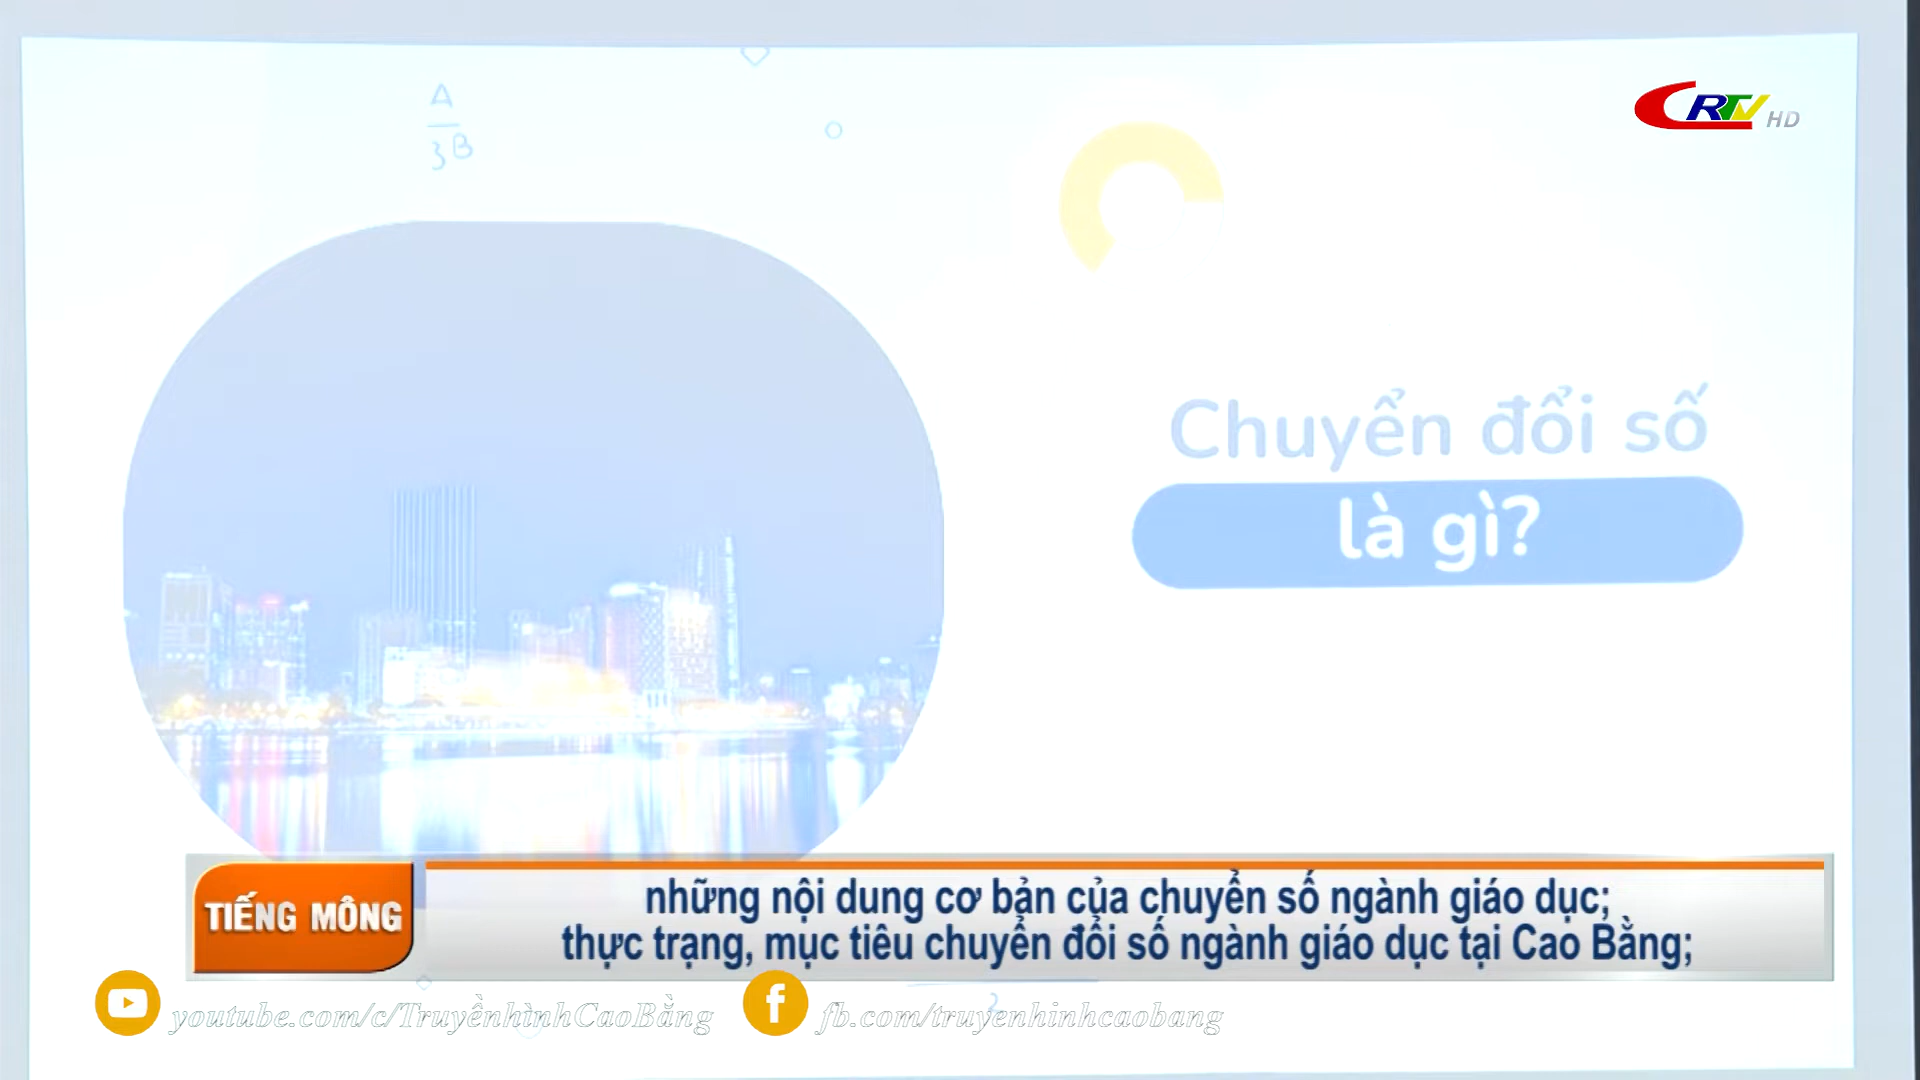 A
3B
CRTV HD
Chuyển đổi số
là gì?
TIẾNG MÔNG
những nội dung cơ bản của chuyển số ngành giáo dục;
thực trạng, mục tiêu chuyển đổi số ngành giáo dục tại Cao Bằng;
youtube.com/c/TruyềnhìnhCaoBằng
fb.com/truyenhinhcaobang